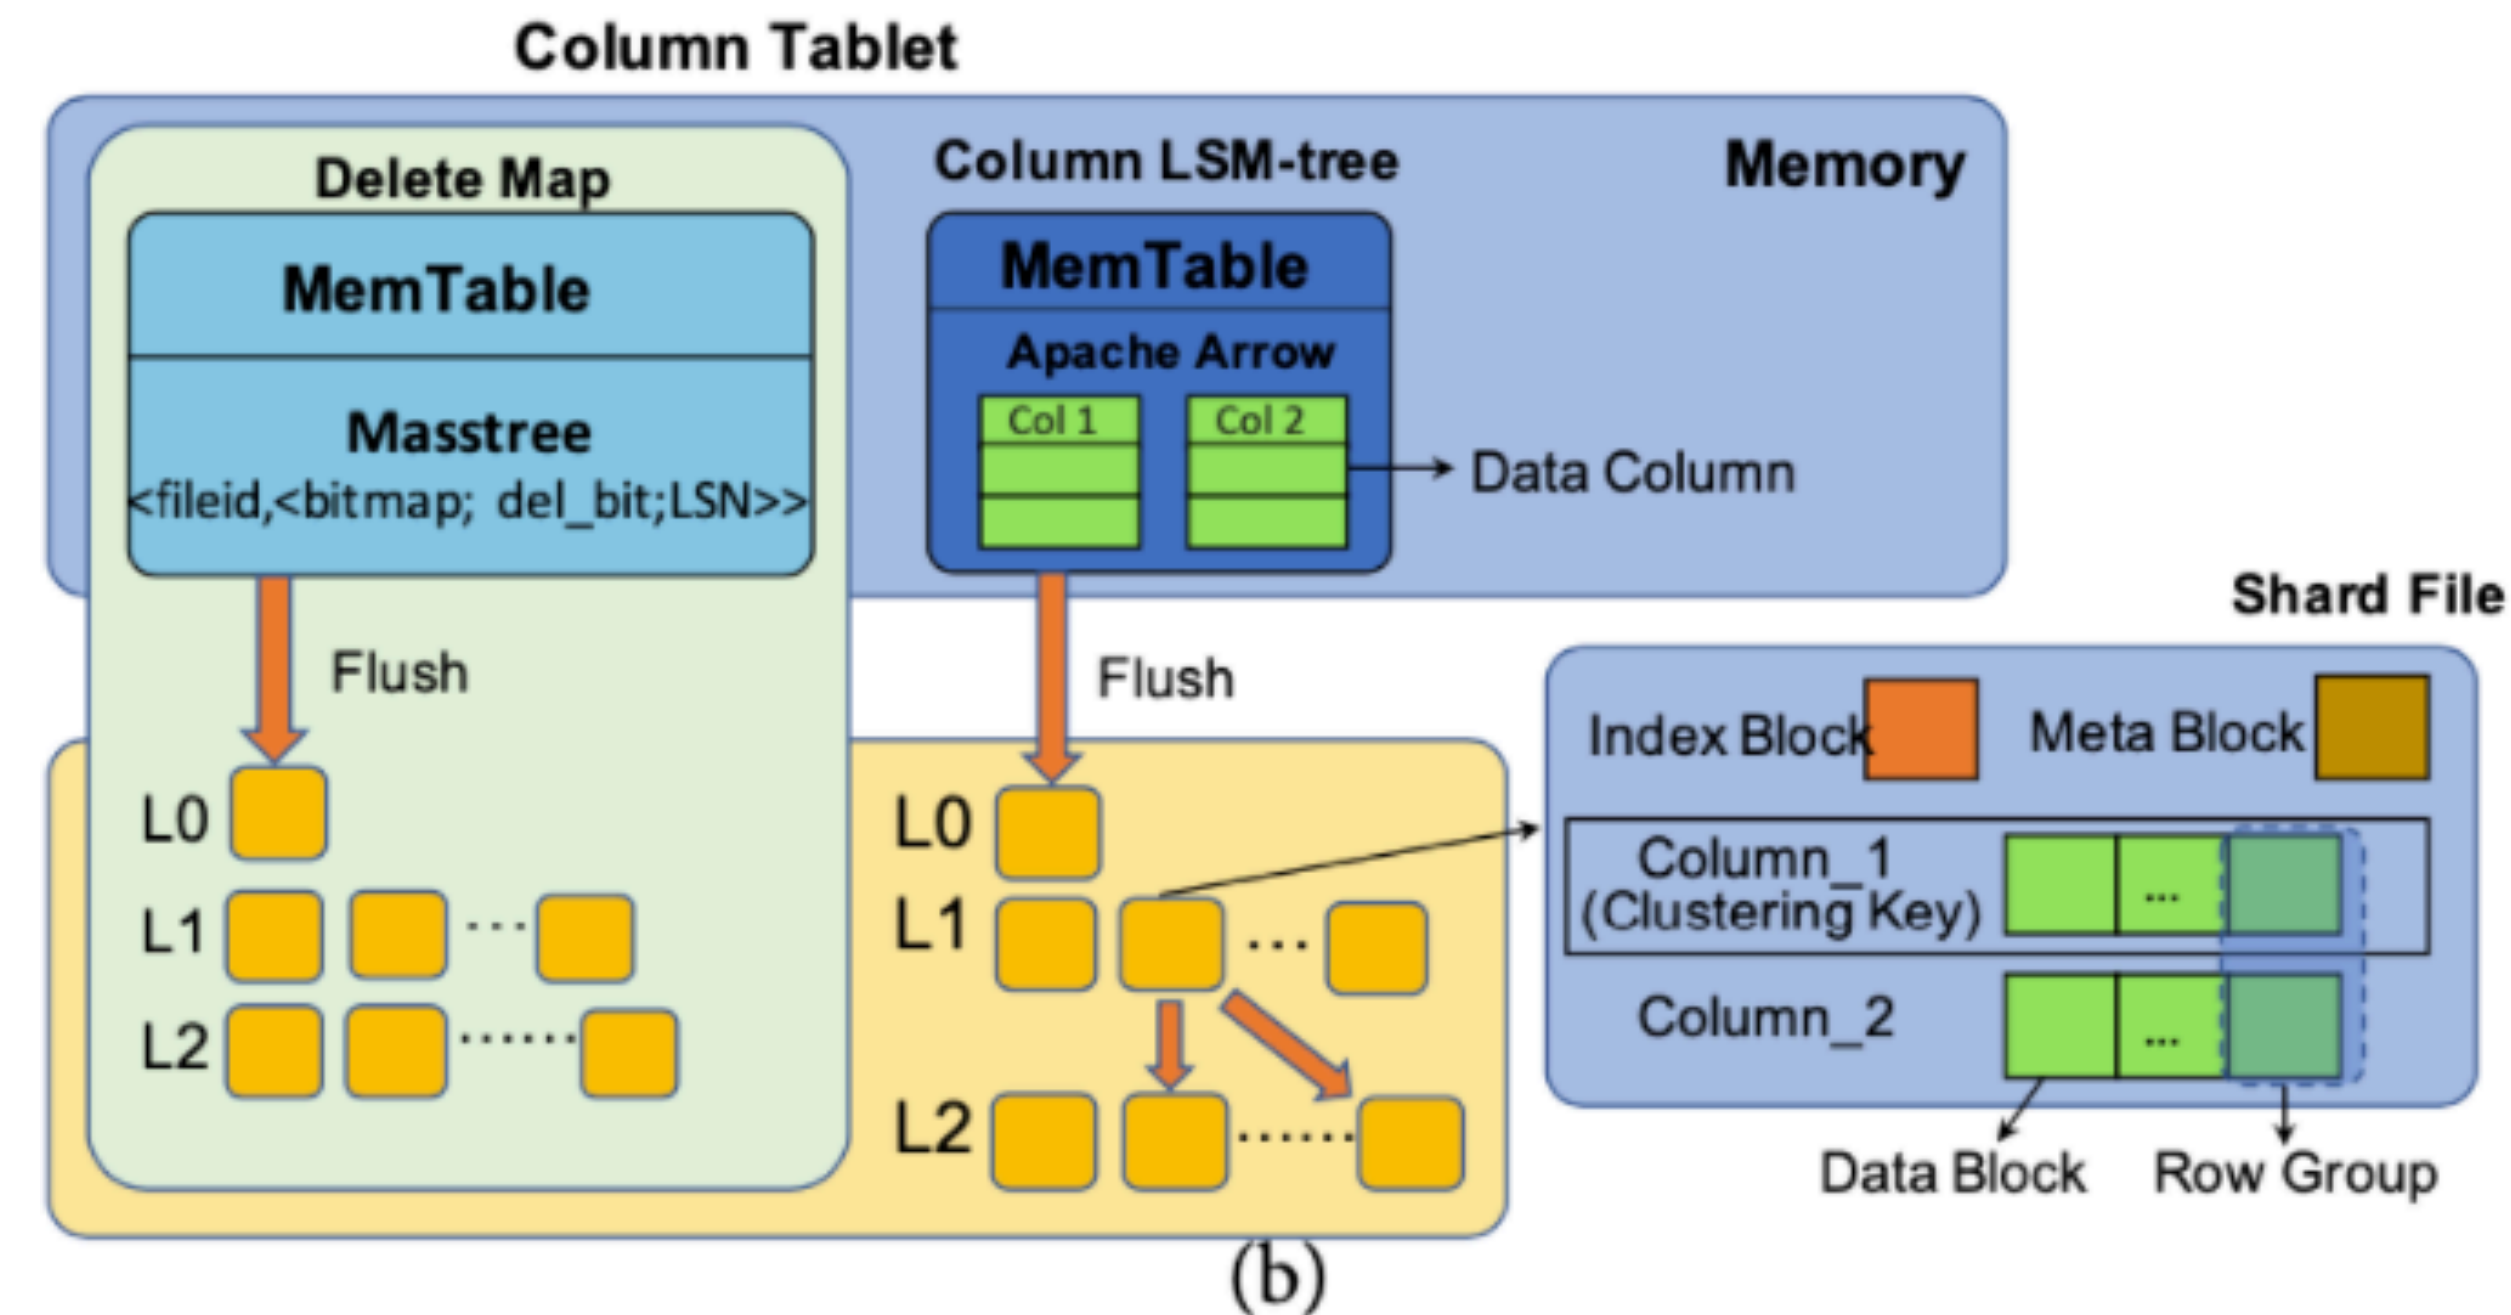 Column Tablet
Delete Map
MemTable
Masstree
<fileid,<bitmap; del_bit;LSN>>
Flush
L0
L1
...
L2
......
Column LSM-tree
Memory
MemTable
Apache Arrow
Col 1
Col 2
Data Column
Flush
L0
L1
...
L2
......
Shard File
Index Block
Meta Block
Column_1
(Clustering Key)
...
Column_2
...
Data Block
Row Group
(b)